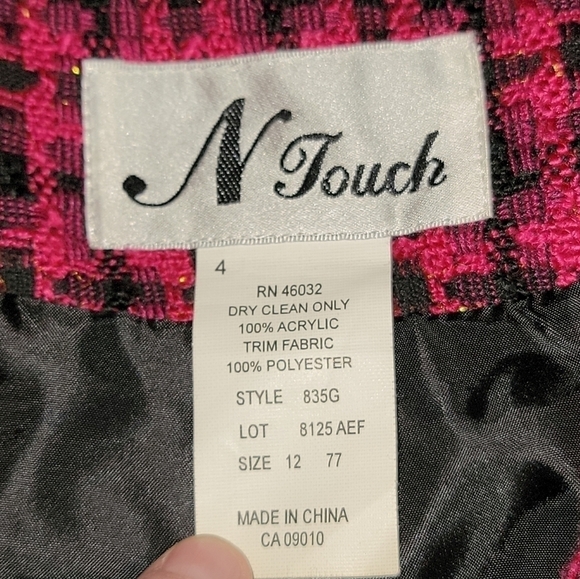 N Touch
4
RN 46032
DRY CLEAN ONLY
100% ACRYLIC
TRIM FABRIC
100% POLYESTER
STYLE 835G
LOT 8125 AEF
SIZE 12 77
MADE IN CHINA
CA 09010